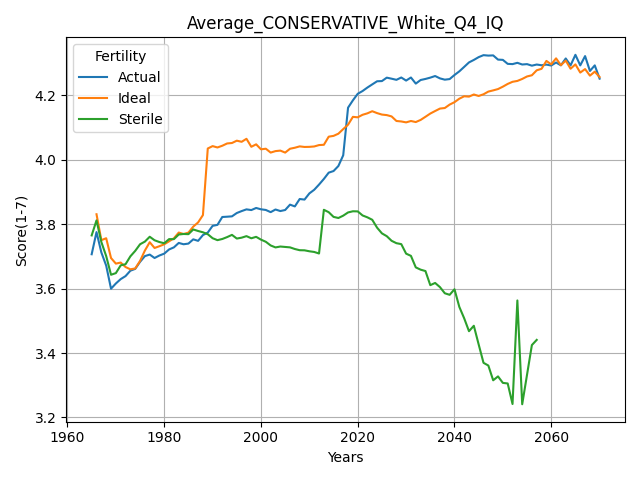 Average_CONSERVATIVE_White_Q4_IQ
Fertility
Actual
Ideal
Sterile
Score(1-7)
4.2
4.0
3.8
3.6
3.4
3.2
1960
1980
2000
2020
2040
2060
Years